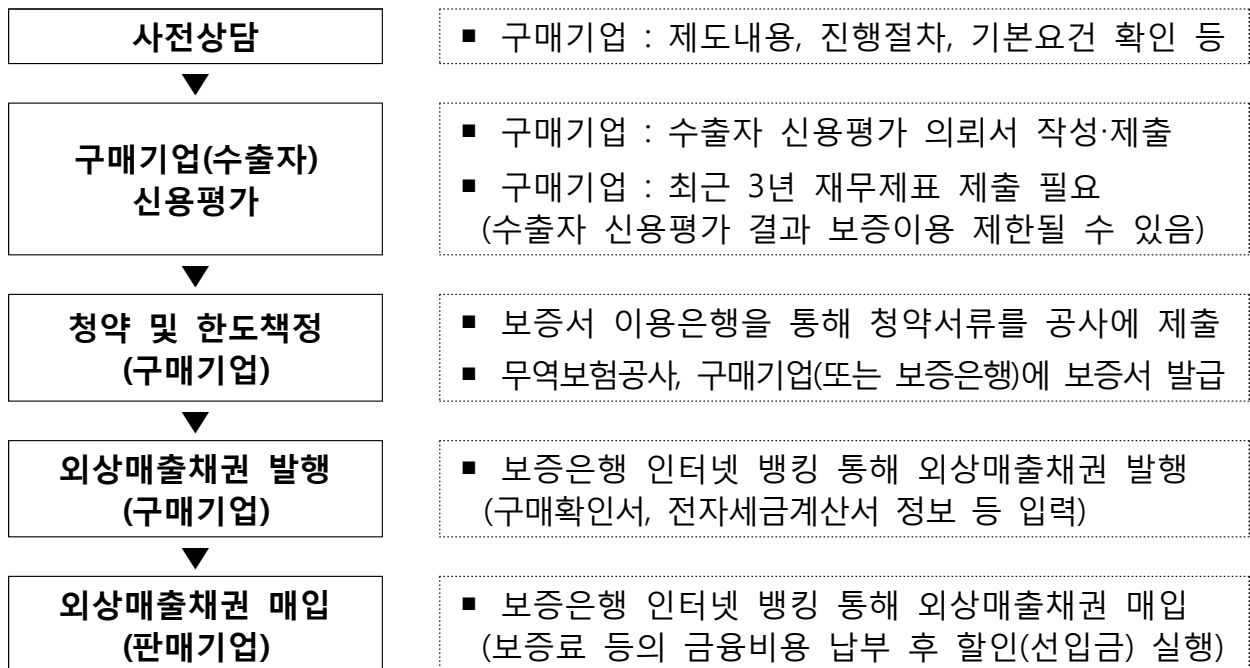 사전상담
■ 구매기업 : 제도내용, 진행절차, 기본요건 확인 등
▼
구매기업(수출자)
신용평가
■ 구매기업 : 수출자 신용평가 의뢰서 작성·제출
■ 구매기업 : 최근 3년 재무제표 제출 필요
(수출자 신용평가 결과 보증이용 제한될 수 있음)
▼
청약 및 한도책정
(구매기업)
■ 보증서 이용은행을 통해 청약서류를 공사에 제출
■ 무역보험공사, 구매기업(또는 보증은행)에 보증서 발급
▼
외상매출채권 발행
(구매기업)
■ 보증은행 인터넷 뱅킹 통해 외상매출채권 발행
(구매확인서, 전자세금계산서 정보 등 입력)
▼
외상매출채권 매입
(판매기업)
■ 보증은행 인터넷 뱅킹 통해 외상매출채권 매입
(보증료 등의 금융비용 납부 후 할인(선입금) 실행)